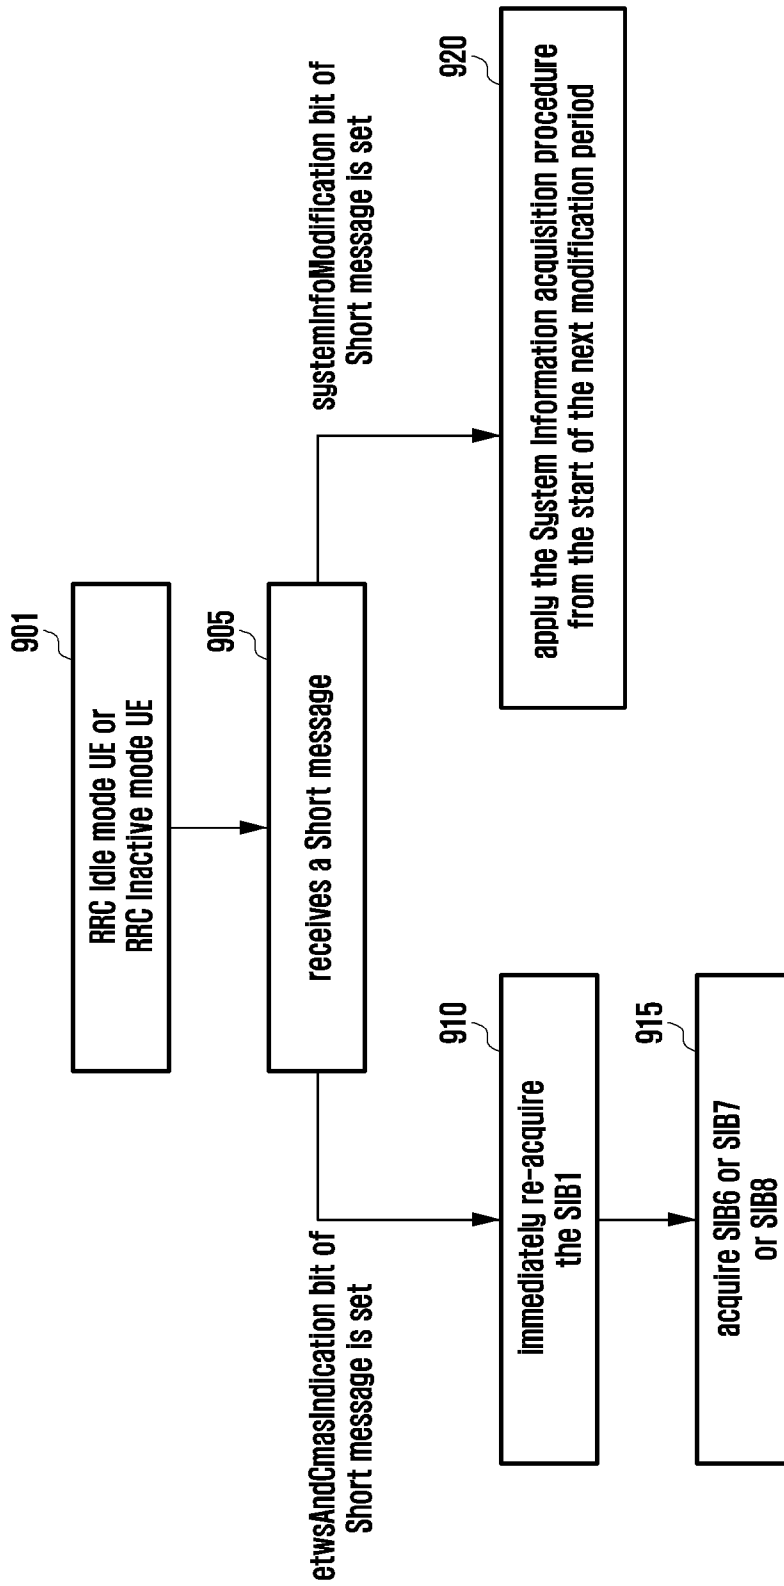 901
RRC Idle mode UE or
RRC Inactive mode UE
905
receives a Short message
etwsAndCmasIndication bit of
Short message is set
systemInfoModification bit of
Short message is set
910
immediately re-acquire
the SIB1
920
apply the System Information acquisition procedure
from the start of the next modification period
915
acquire SIB6 or SIB7
or SIB8